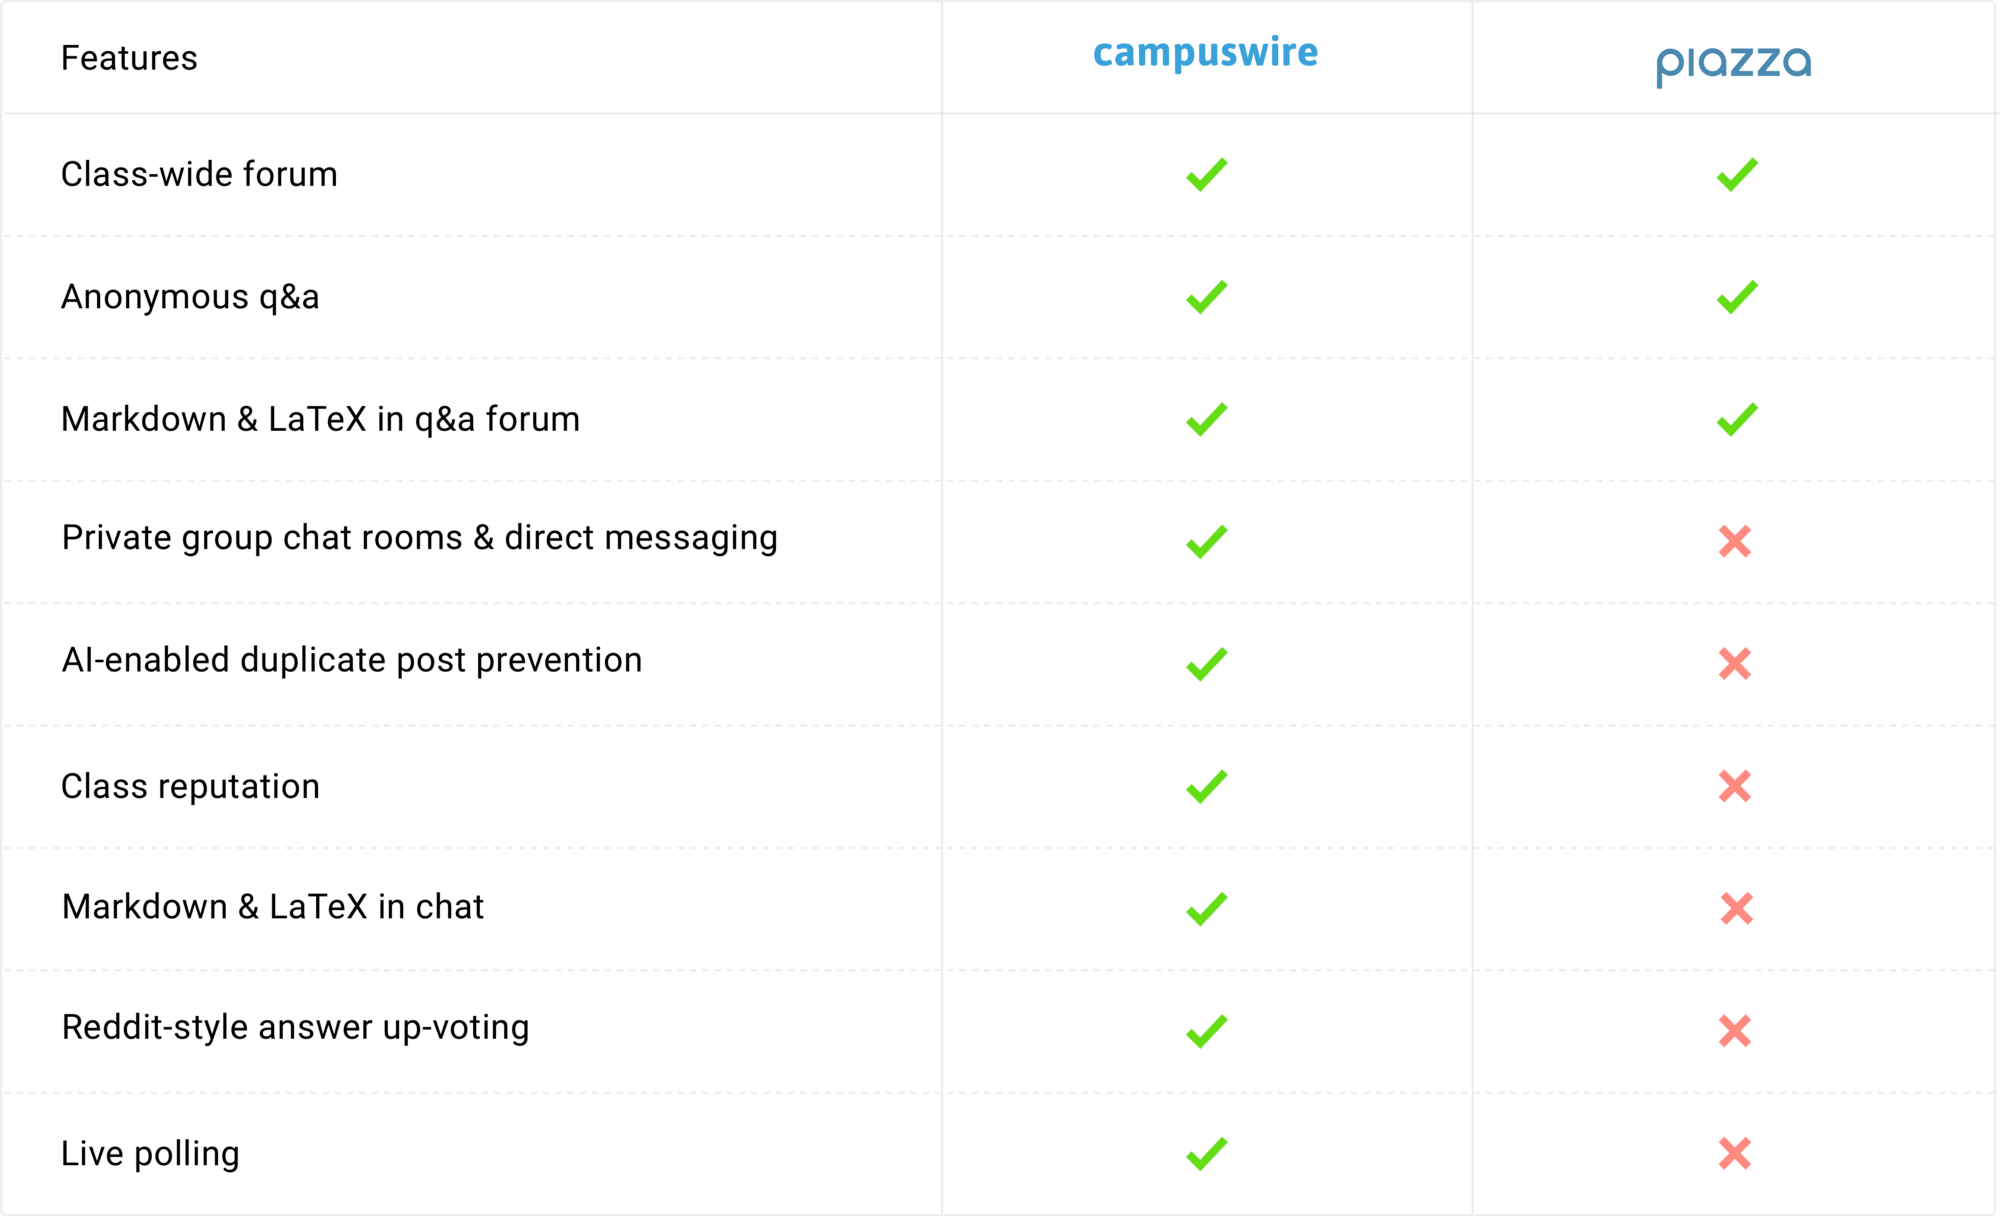 Features
campuswire
piazza
Class-wide forum
Anonymous q&a
Markdown & LaTeX in q&a forum
Private group chat rooms & direct messaging
AI-enabled duplicate post prevention
Class reputation
Markdown & LaTeX in chat
Reddit-style answer up-voting
Live polling